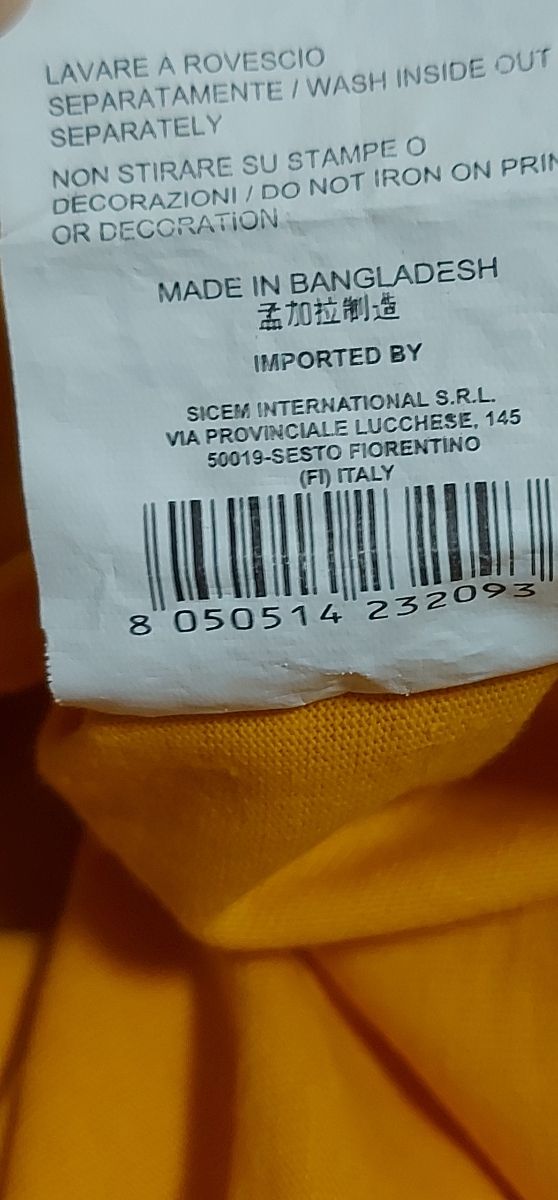 LAVARE A ROVESCIO
SEPARATAMENTE / WASH INSIDE OUT
SEPARATELY
NON STIRARE SU STAMPE O
DECORAZIONI / DO NOT IRON ON PRIN
OR DECORATION
MADE IN BANGLADESH
孟加拉制造
IMPORTED BY
SICEM INTERNATIONAL S.R.L.
VIA PROVINCIALE LUCCHESE, 145
50019-SESTO FIORENTINO
(FI) ITALY
8 050514 232093